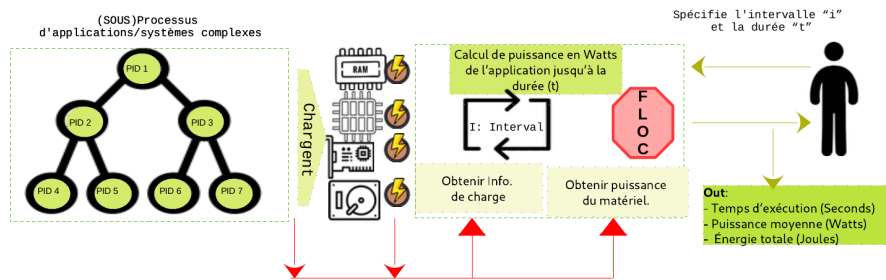 (SOUS)Processus
d'applications/systèmes complexes
PID 1
PID 2
PID 3
PID 4
PID 5
PID 6
PID 7
Chargent
RAM
Calcul de puissance en Watts
de l'application jusqu'à la
durée (t)
I: Interval
FLOC
Obtenir Info.
de charge
Obtenir puissance
du matériel.
Spécifie l'intervalle “i”
et la durée “t”
Out:
- Temps d'exécution (Seconds)
- Puissance moyenne (Watts)
- Énergie totale (Joules)